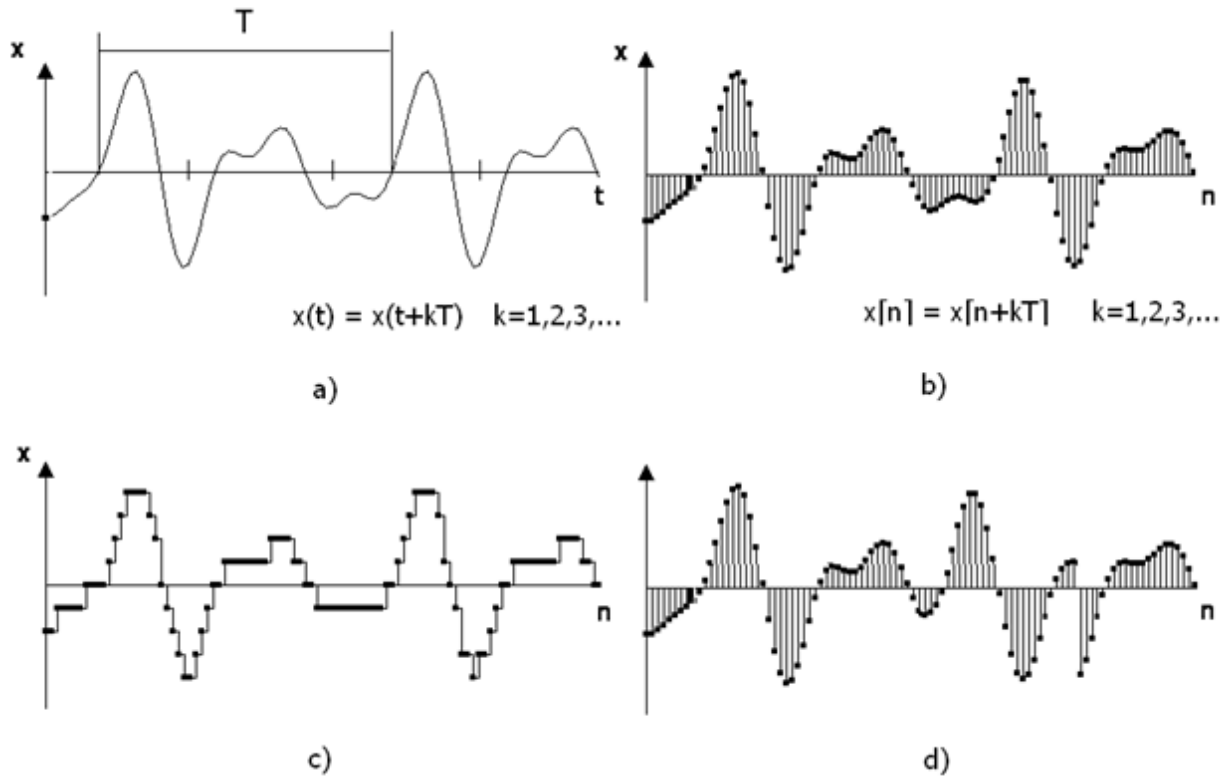 T
x
t
x(t) = x(t+kT) k=1,2,3,...
a)
x
n
x⌈n⌉ = x⌈n+kT⌉ k=1,2,3,...
b)
x
n
c)
n
d)